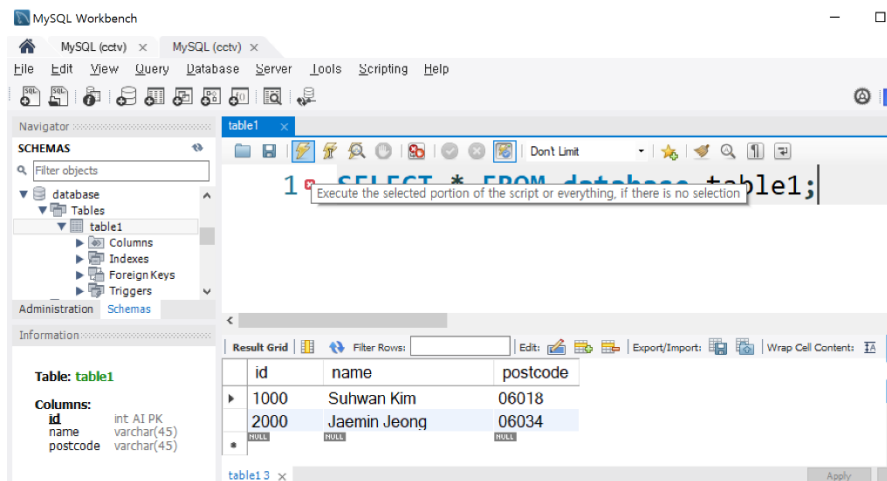 MySQL Workbench
MySQL (cctv) × MySQL (cctv) ×
File Edit View Query Database Server Tools Scripting Help
Navigator
table1 ×
SCHEMAS
Don't Limit
Filter objects
1 SELECT * FROM database.table1;
Execute the selected portion of the script or everything, if there is no selection
database
Tables
table1
Columns
Indexes
Foreign Keys
Triggers
Administration Schemas
Information
Result Grid Filter Rows: Edit: Export/Import: Wrap Cell Content:
Table: table1
Columns:
id int AI PK
name varchar(45)
postcode varchar(45)
id name postcode
1000 Suhwan Kim 06018
2000 Jaemin Jeong 06034
NULL NULL NULL
table1 3 ×
Apply